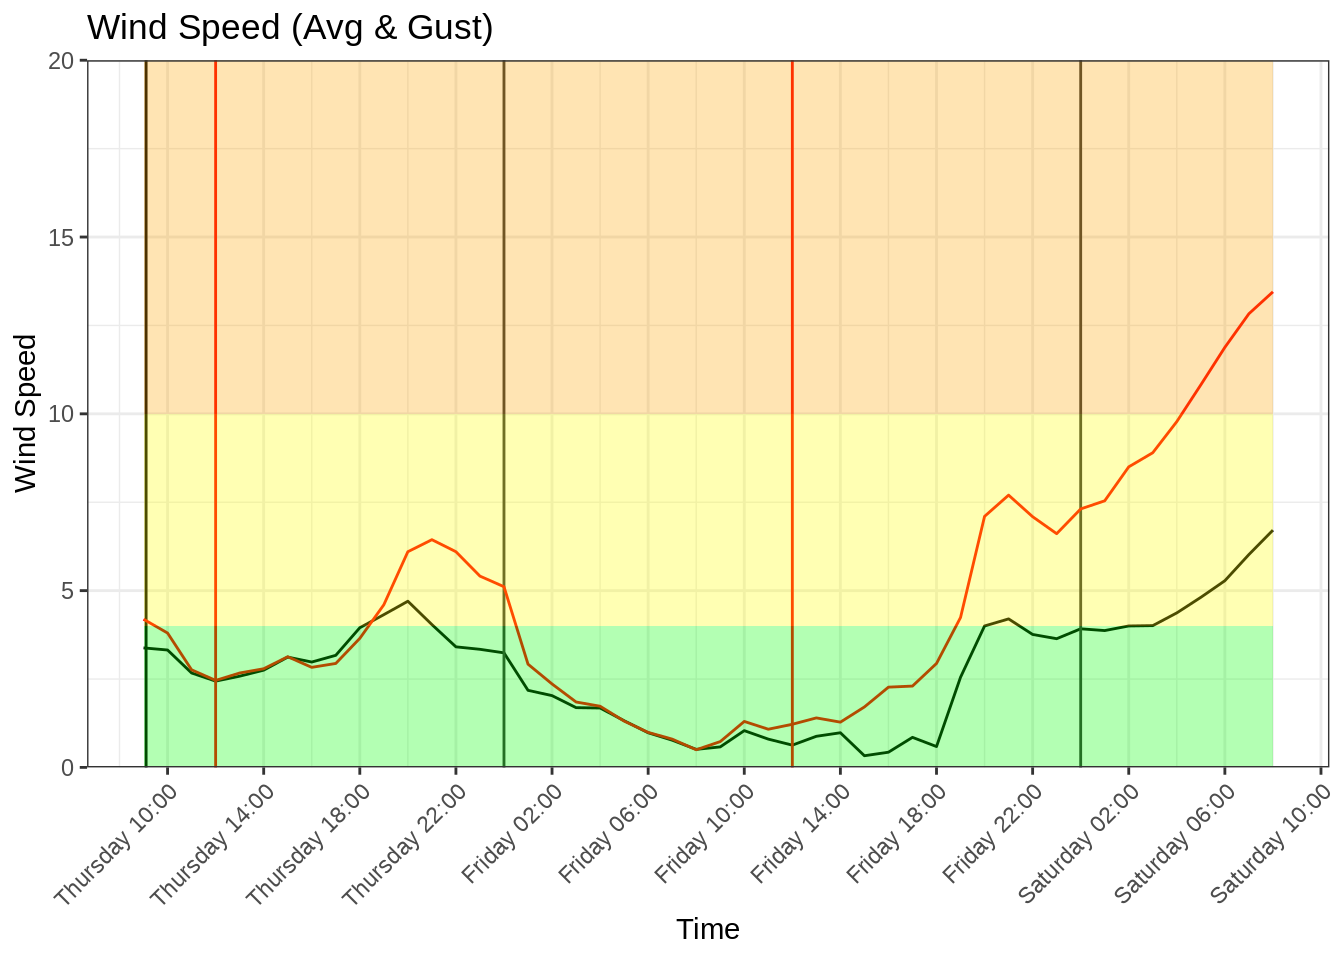 Wind Speed (Avg & Gust)
20
15
10
5
0
Wind Speed
Thursday 10:00
Thursday 14:00
Thursday 18:00
Thursday 22:00
Friday 02:00
Friday 06:00
Friday 10:00
Friday 14:00
Friday 18:00
Friday 22:00
Saturday 02:00
Saturday 06:00
Saturday 10:00
Time